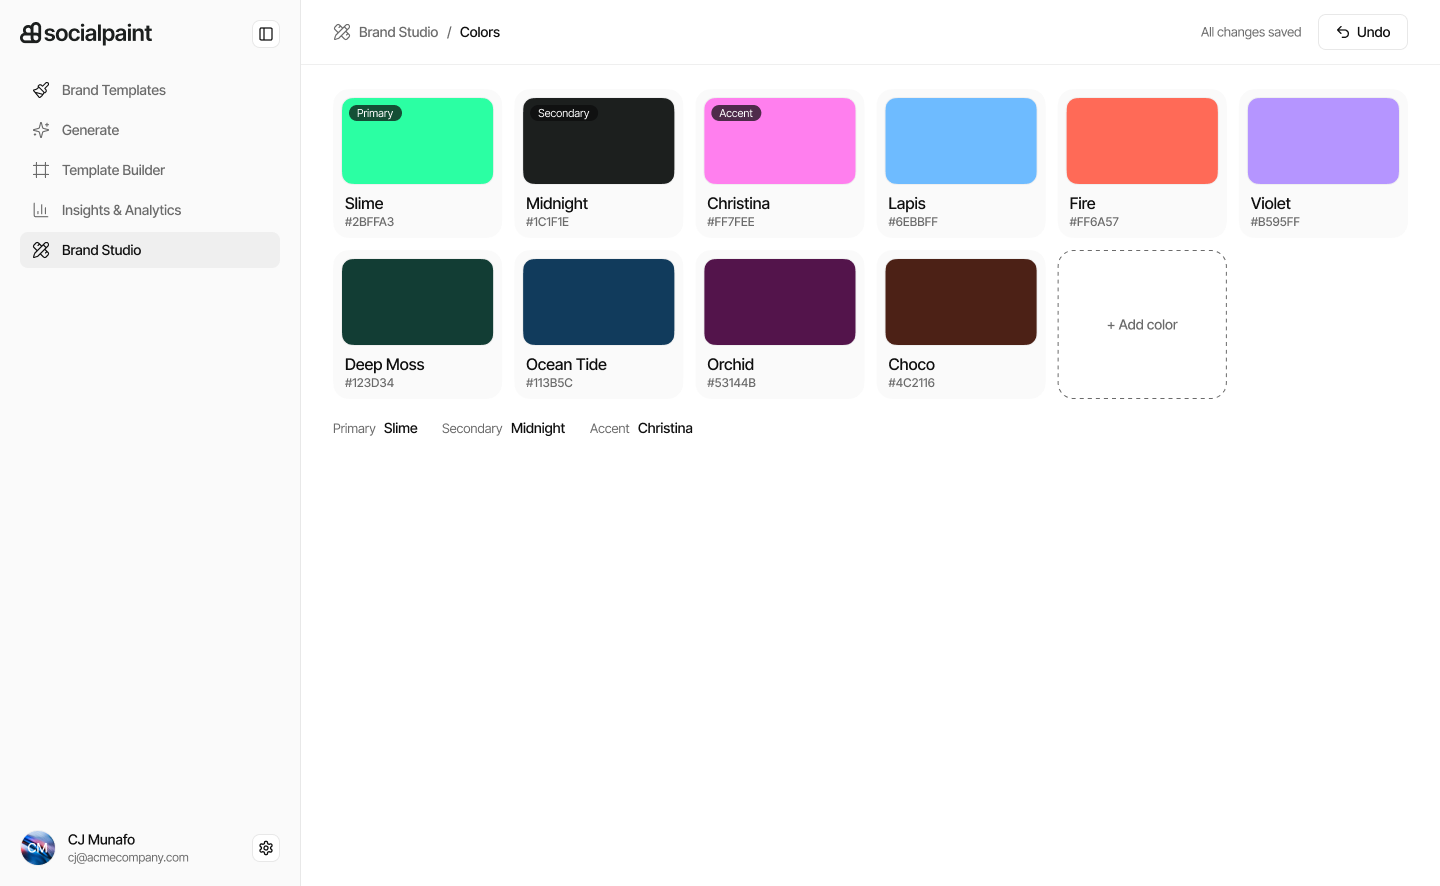 socialpaint
Brand Templates
Generate
Template Builder
Insights & Analytics
Brand Studio
CJ Munafo
cj@acmecompany.com
CM
Brand Studio / Colors
All changes saved
Undo
Primary
Slime
#2BFFA3
Secondary
Midnight
#1C1F1E
Accent
Christina
#FF7FEE
Lapis
#6EBBFF
Fire
#FF6A57
Violet
#B595FF
Deep Moss
#123D34
Ocean Tide
#113B5C
Orchid
#53144B
Choco
#4C2116
+ Add color
Primary Slime Secondary Midnight Accent Christina